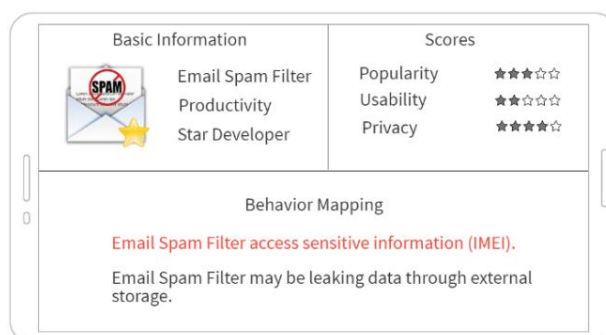 Basic Information
SPAM
Email Spam Filter
Productivity
Star Developer
Scores
Popularity ★★★☆☆
Usability ★★☆☆☆
Privacy ★★★★☆
Behavior Mapping
Email Spam Filter access sensitive information (IMEI).
Email Spam Filter may be leaking data through external
storage.